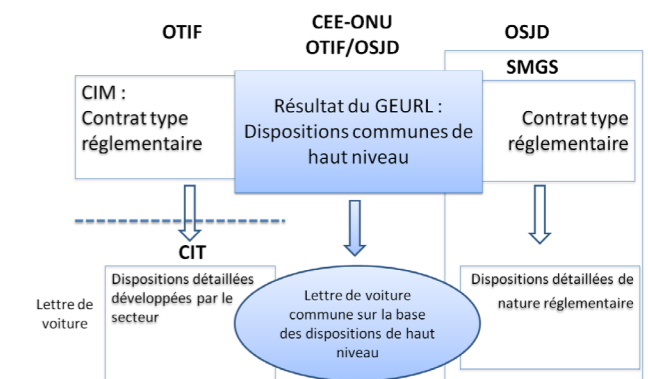 OTIF
CEE-ONU
OTIF/OSJD
OSJD
SMGS
CIM :
Contrat type
réglementaire
Résultat du GEURL :
Dispositions communes de
haut niveau
Contrat type
réglementaire
CIT
Lettre de
voiture
Dispositions détaillées
développées par le
secteur
Lettre de voiture
commune sur la base
des dispositions de haut
niveau
Dispositions détaillées de
nature réglementaire